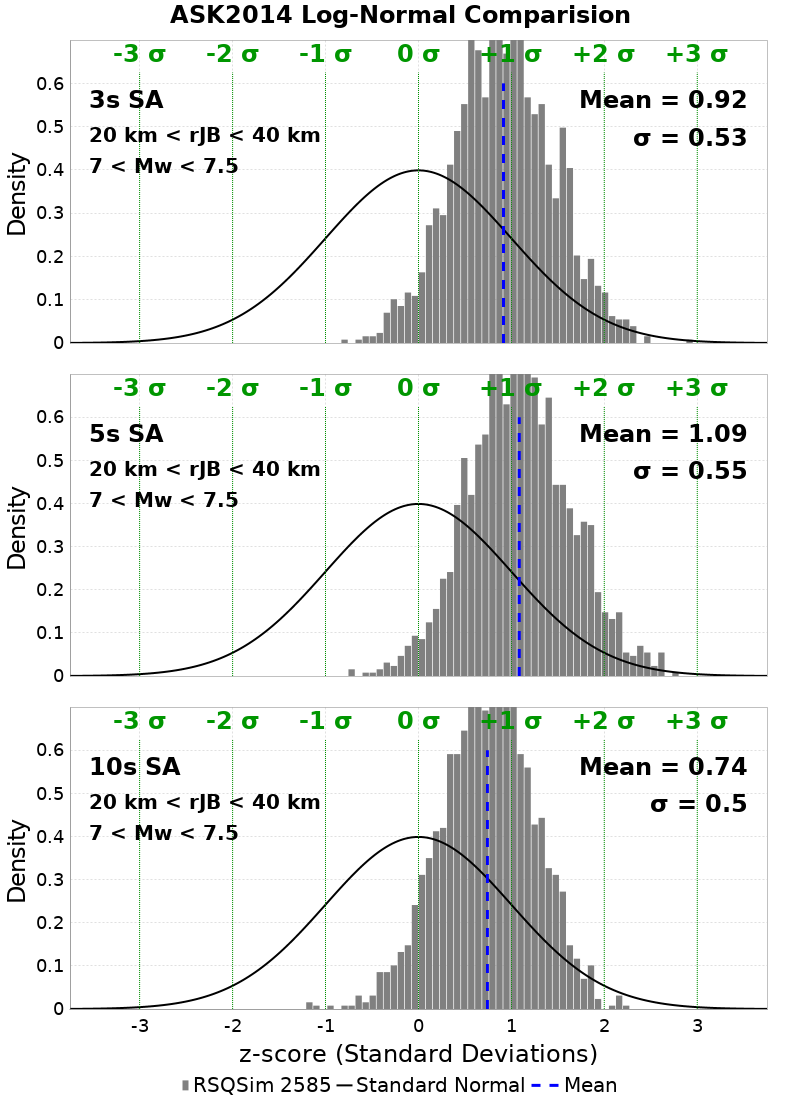 ASK2014 Log-Normal Comparision
-3 σ -2 σ -1 σ 0 σ +1 σ +2 σ +3 σ
3s SA
20 km < rJB < 40 km
7 < Mw < 7.5
Mean = 0.92
σ = 0.53
0.6
0.5
0.4
0.3
0.2
0.1
0
Density
-3 σ -2 σ -1 σ 0 σ +1 σ +2 σ +3 σ
5s SA
20 km < rJB < 40 km
7 < Mw < 7.5
Mean = 1.09
σ = 0.55
0.6
0.5
0.4
0.3
0.2
0.1
0
Density
-3 σ -2 σ -1 σ 0 σ +1 σ +2 σ +3 σ
10s SA
20 km < rJB < 40 km
7 < Mw < 7.5
Mean = 0.74
σ = 0.5
0.6
0.5
0.4
0.3
0.2
0.1
0
Density
-3 -2 -1 0 1 2 3
z-score (Standard Deviations)
RSQSim 2585 Standard Normal Mean